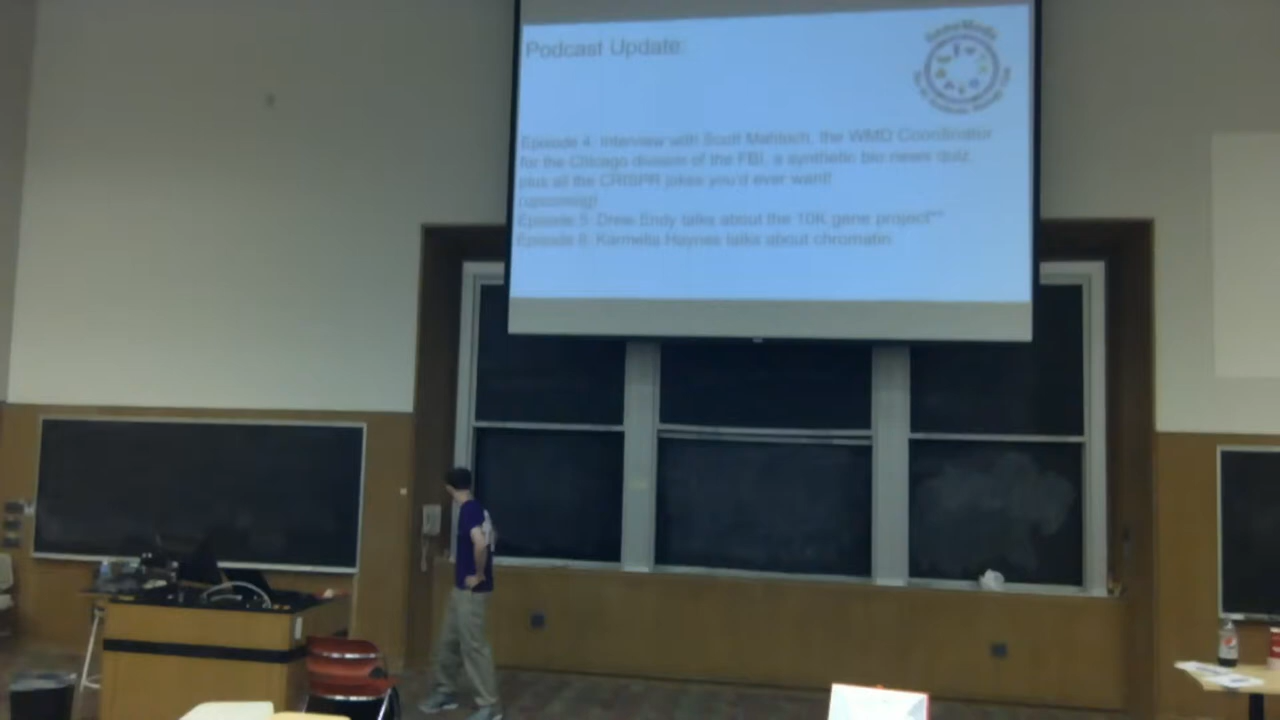 Podcast Update:
Episode 4: Interview with Scott the WMD Coordinator
for the Chicago division of the FBI, a synthetic bio news quiz,
plus all the CRISPR jokes you'd ever want!
(upcoming)
Episode 5: Drew Endy talks about the 10K gene project**
Episode 6: Karmella Haynes talks about chromatin